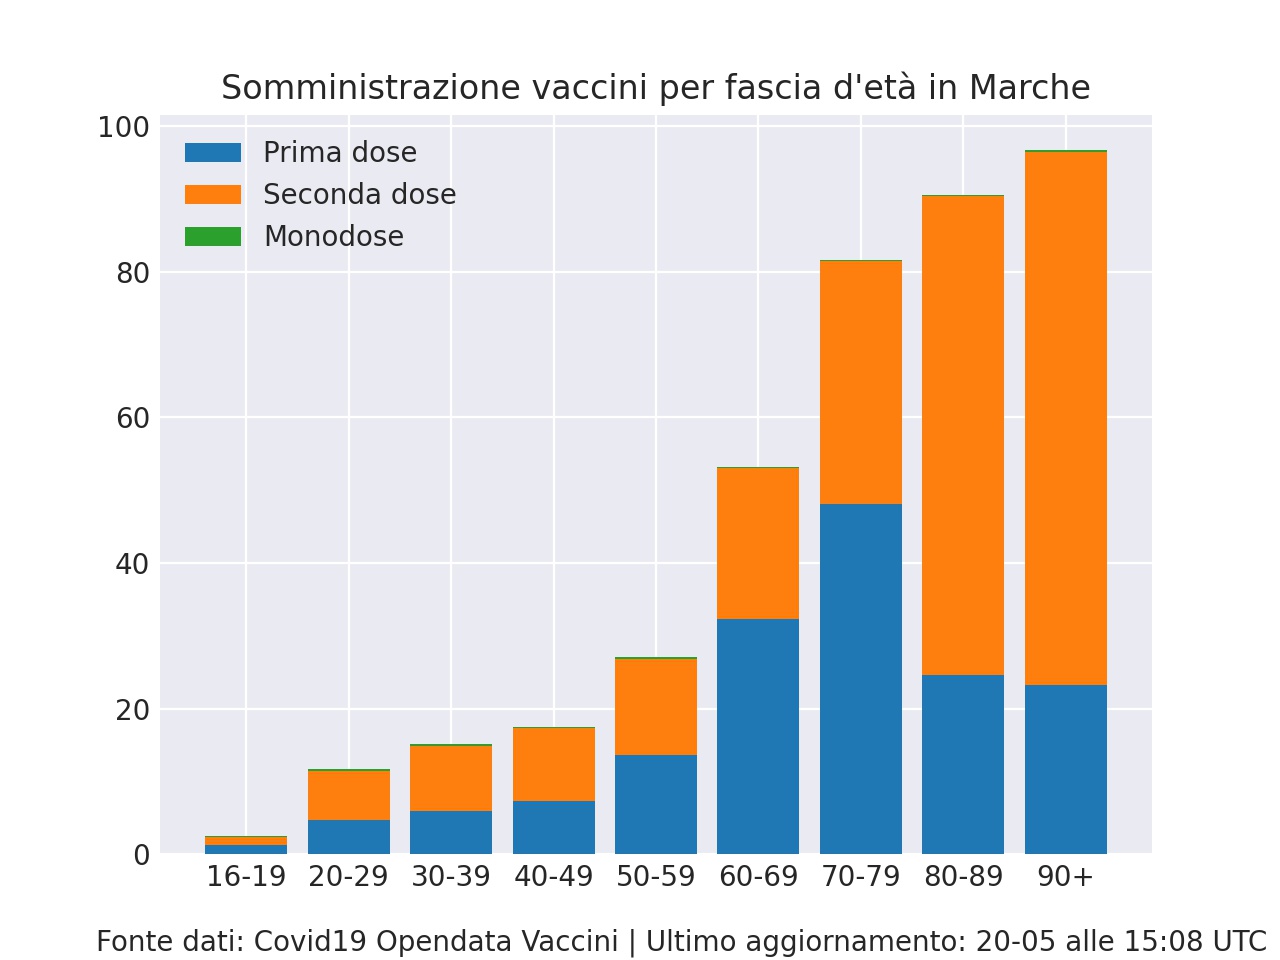 Somministrazione vaccini per fascia d'età in Marche
100
Prima dose
Seconda dose
Monodose
80
60
40
20
0
16-19 20-29 30-39 40-49 50-59 60-69 70-79 80-89 90+
Fonte dati: Covid19 Opendata Vaccini | Ultimo aggiornamento: 20-05 alle 15:08 UTC